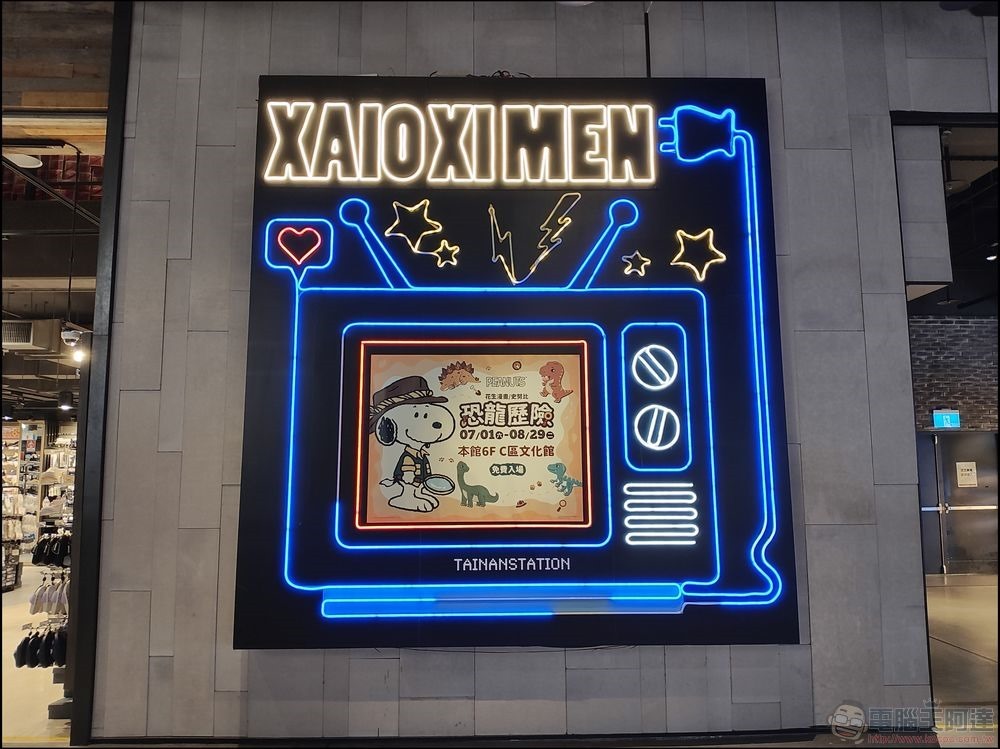 XAIOXIMEN
PEANUTS
花生漫畫/史努比
恐龍歷險
07/01六-08/29二
本館6F C區文化館
免費入場
TAINANSTATION
電腦王阿達